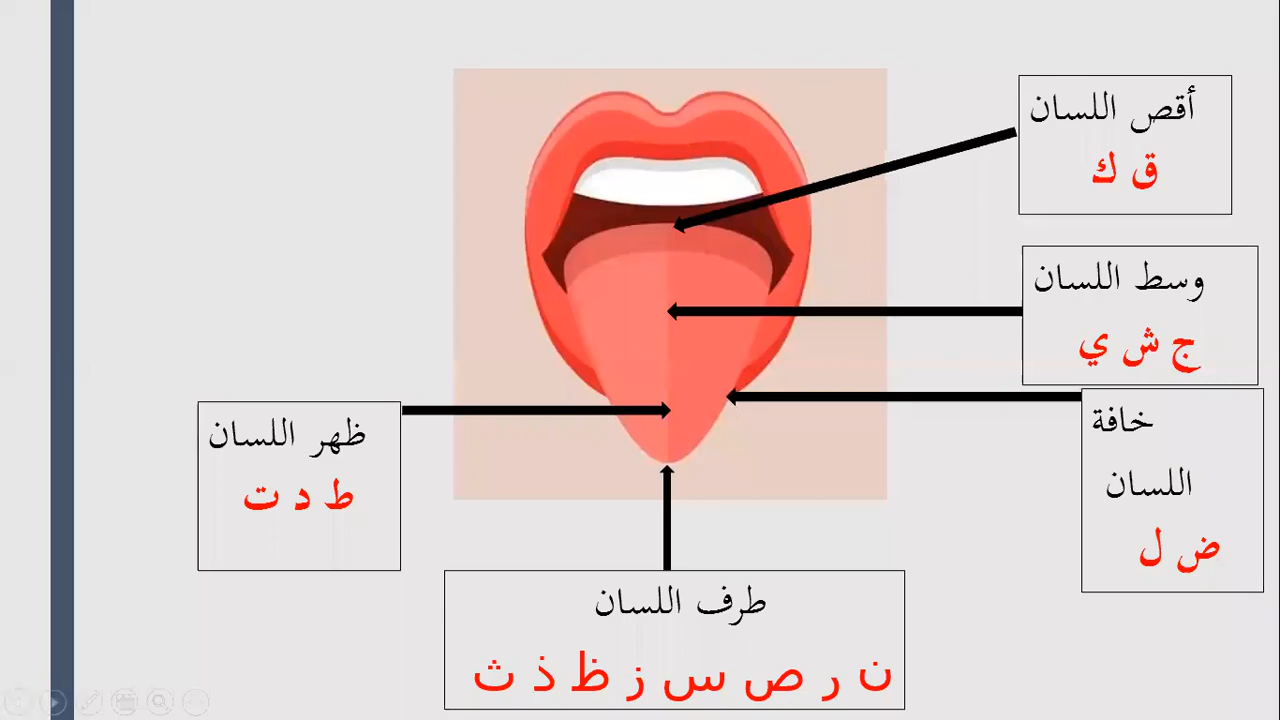 أقص اللسان
ق ك
وسط اللسان
ج ش ي
خافة
اللسان
ض ل
ظهر اللسان
ط د ت
طرف اللسان
ن ر ص س ز ظ ذ ث